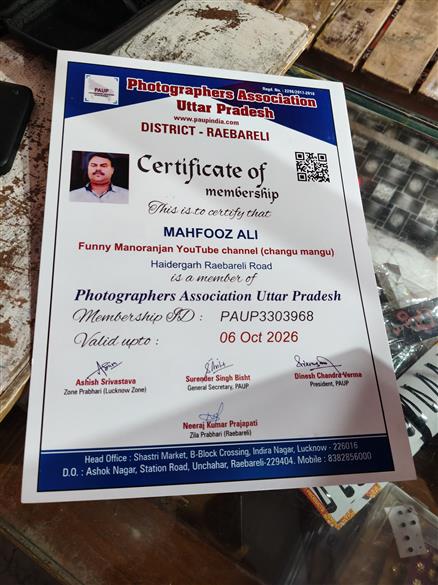 Regd. No. - 2296/2017-2018
PAUP
Photographers Association
Uttar Pradesh
www.paupindia.com
DISTRICT - RAEBARELI
Certificate of
membership
This is to certify that
MAHFOOZ ALI
Funny Manoranjan YouTube channel (changu mangu)
Haidergarh Raebareli Road
is a member of
Photographers Association Uttar Pradesh
Membership ID : PAUP3303968
Valid upto : 06 Oct 2026
Ashish Srivastava
Zone Prabhari (Lucknow Zone)
Surender Singh Bisht
General Secretary, PAUP
Dinesh Chandra Verma
President, PAUP
Neeraj Kumar Prajapati
Zila Prabhari (Raebareli)
Head Office : Shastri Market, B-Block Crossing, Indira Nagar, Lucknow - 226016
D.O. : Ashok Nagar, Station Road, Unchahar, Raebareli-229404. Mobile : 8382856000